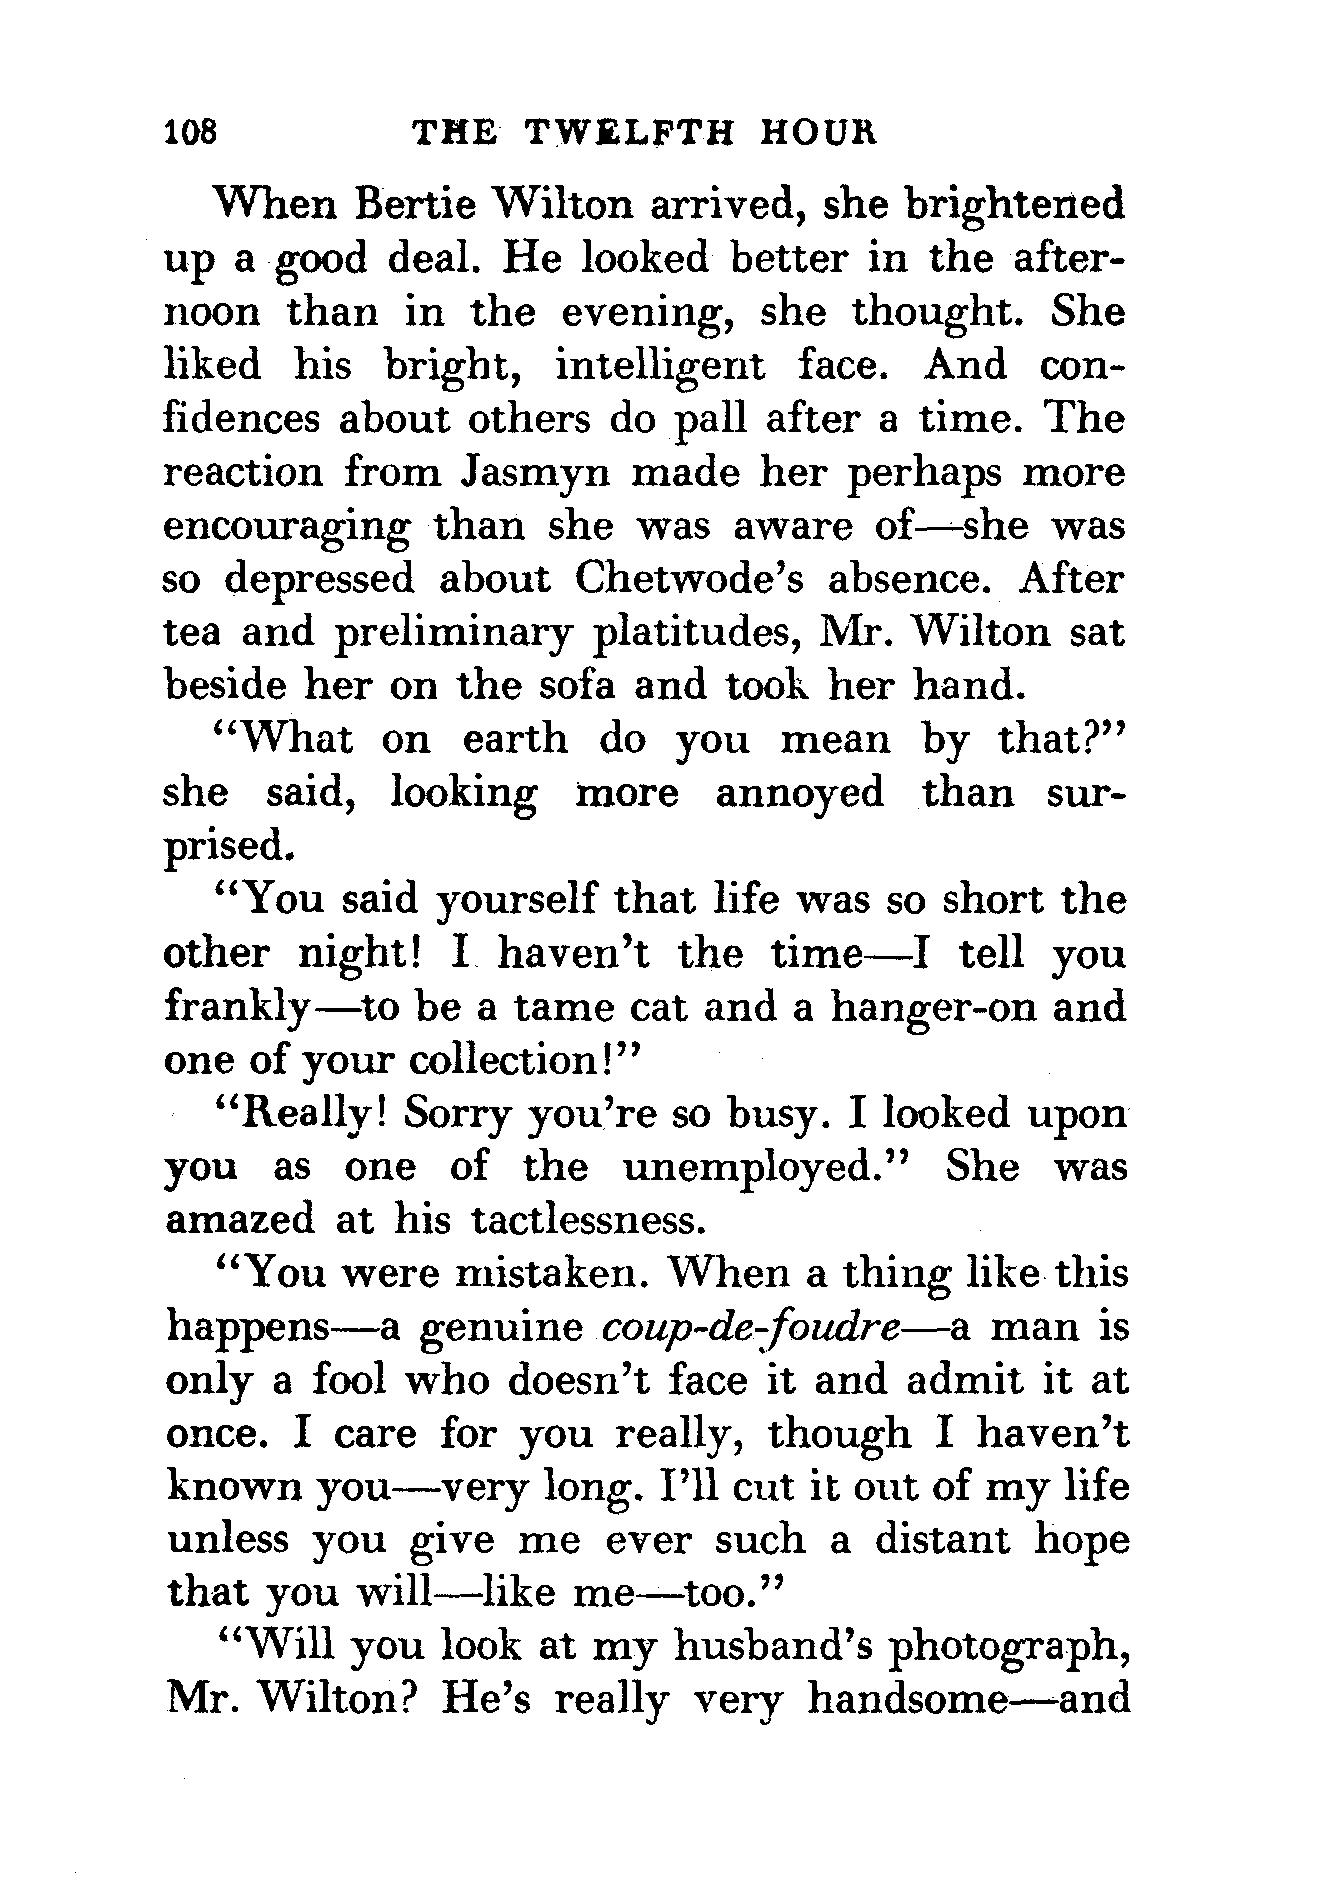 108 THE TWELFTH HOUR
When Bertie Wilton arrived, she brightened
up a good deal. He looked better in the after-
noon than in the evening, she thought. She
liked his bright, intelligent face. And con-
fidences about others do pall after a time. The
reaction from Jasmyn made her perhaps more
encouraging than she was aware of—she was
so depressed about Chetwode's absence. After
tea and preliminary platitudes, Mr. Wilton sat
beside her on the sofa and took her hand.
"What on earth do you mean by that?"
she said, looking more annoyed than sur-
prised.
"You said yourself that life was so short the
other night! I haven't the time—I tell you
frankly—to be a tame cat and a hanger-on and
one of your collection!"
"Really! Sorry you're so busy. I looked upon
you as one of the unemployed." She was
amazed at his tactlessness.
"You were mistaken. When a thing like this
happens—a genuine coup-de-foudre—a man is
only a fool who doesn't face it and admit it at
once. I care for you really, though I haven't
known you—very long. I'll cut it out of my life
unless you give me ever such a distant hope
that you will—like me—too."
"Will you look at my husband's photograph,
Mr. Wilton? He's really very handsome—and